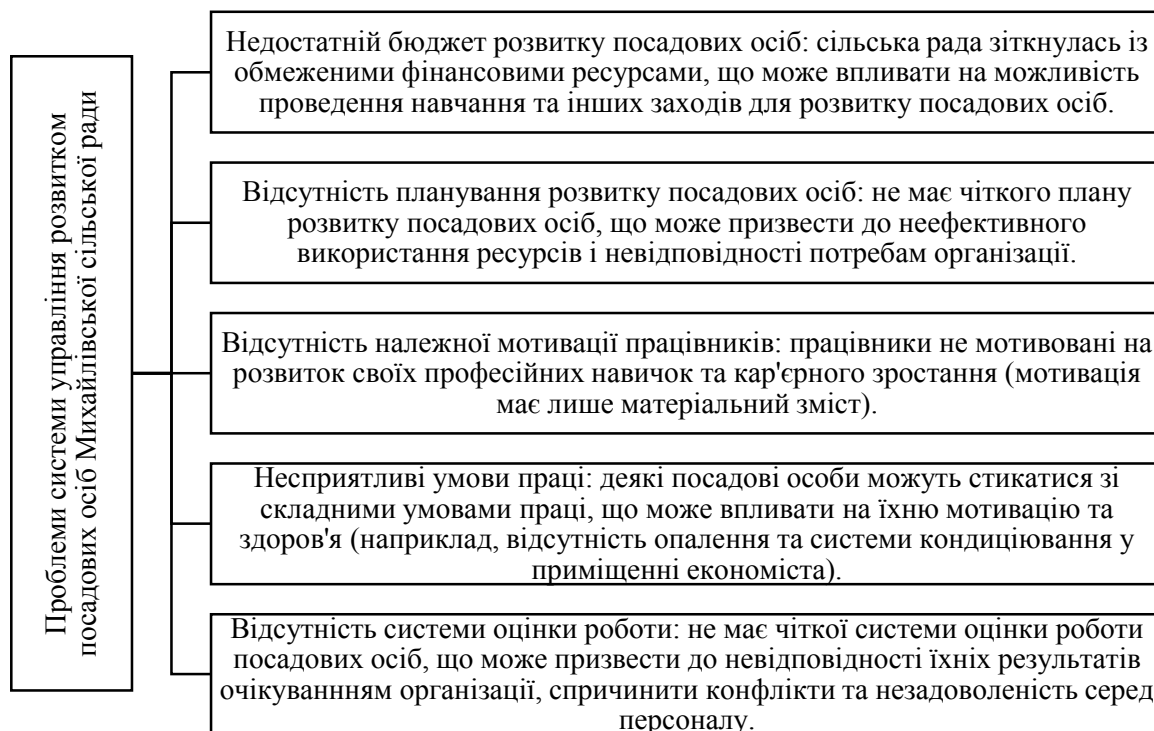 Проблеми системи управління розвитком
посадових осіб Михайлівської сільської ради
Недостатній бюджет розвитку посадових осіб: сільська рада зіткнулась із
обмеженими фінансовими ресурсами, що може впливати на можливість
проведення навчання та інших заходів для розвитку посадових осіб.
Відсутність планування розвитку посадових осіб: не має чіткого плану
розвитку посадових осіб, що може призвести до неефективного
використання ресурсів і невідповідності потребам організації.
Відсутність належної мотивації працівників: працівники не мотивовані на
розвиток своїх професійних навичок та кар'єрного зростання (мотивація
має лише матеріальний зміст).
Несприятливі умови праці: деякі посадові особи можуть стикатися зі
складними умовами праці, що може впливати на їхню мотивацію та
здоров'я (наприклад, відсутність опалення та системи кондиціювання у
приміщенні економіста).
Відсутність системи оцінки роботи: не має чіткої системи оцінки роботи
посадових осіб, що може призвести до невідповідності їхніх результатів
очікуваннням організації, спричинити конфлікти та незадоволеність серед
персоналу.